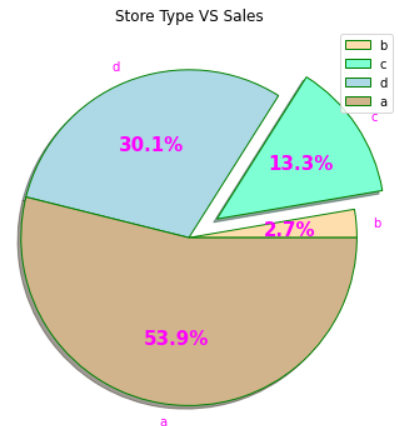 Store Type VS Sales
b
c
d
a
d
c
30.1%
13.3%
b
2.7%
53.9%
a